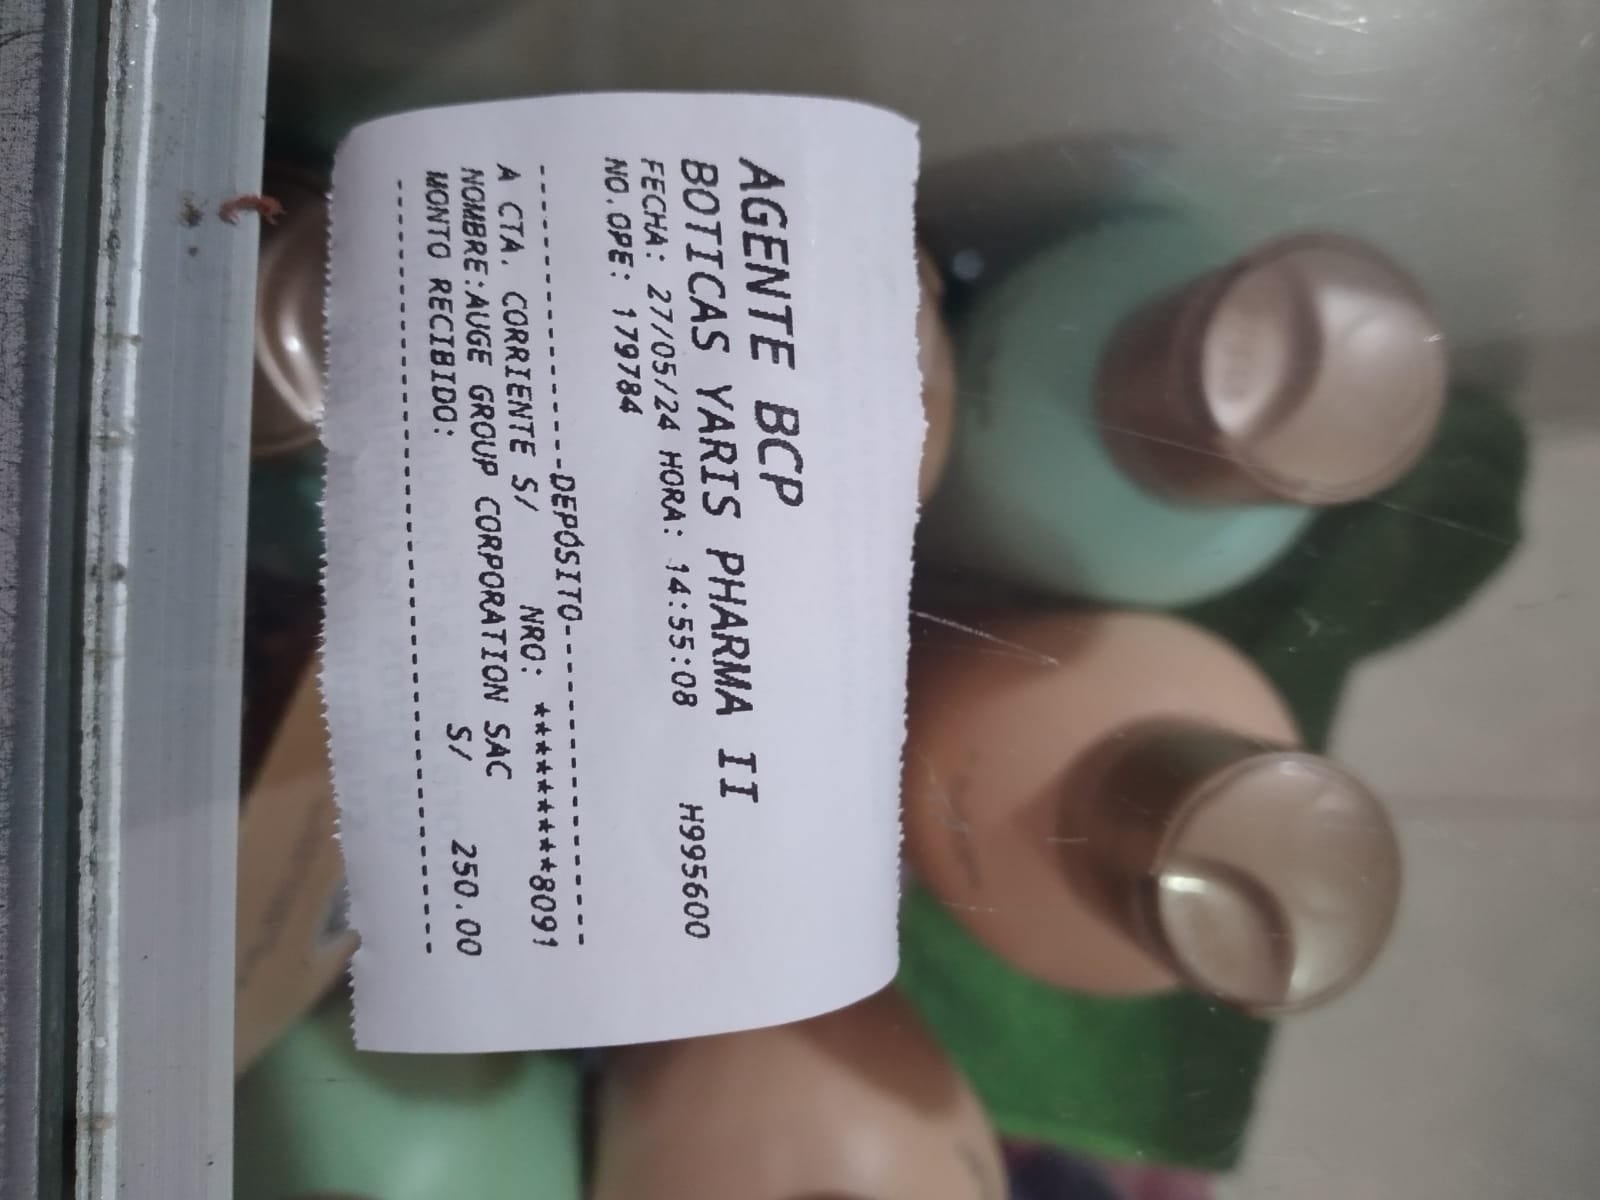 AGENTE BCP
BOTICAS YARIS PHARMA II
FECHA: 27/05/24 HORA: 14:55:08 H995600
NO.OPE: 179784
----------------DEPÓSITO----------------
A CTA. CORRIENTE S/ NRO: **********8091
NOMBRE:AUGE GROUP CORPORATION SAC
MONTO RECIBIDO: S/ 250.00
----------------------------------------